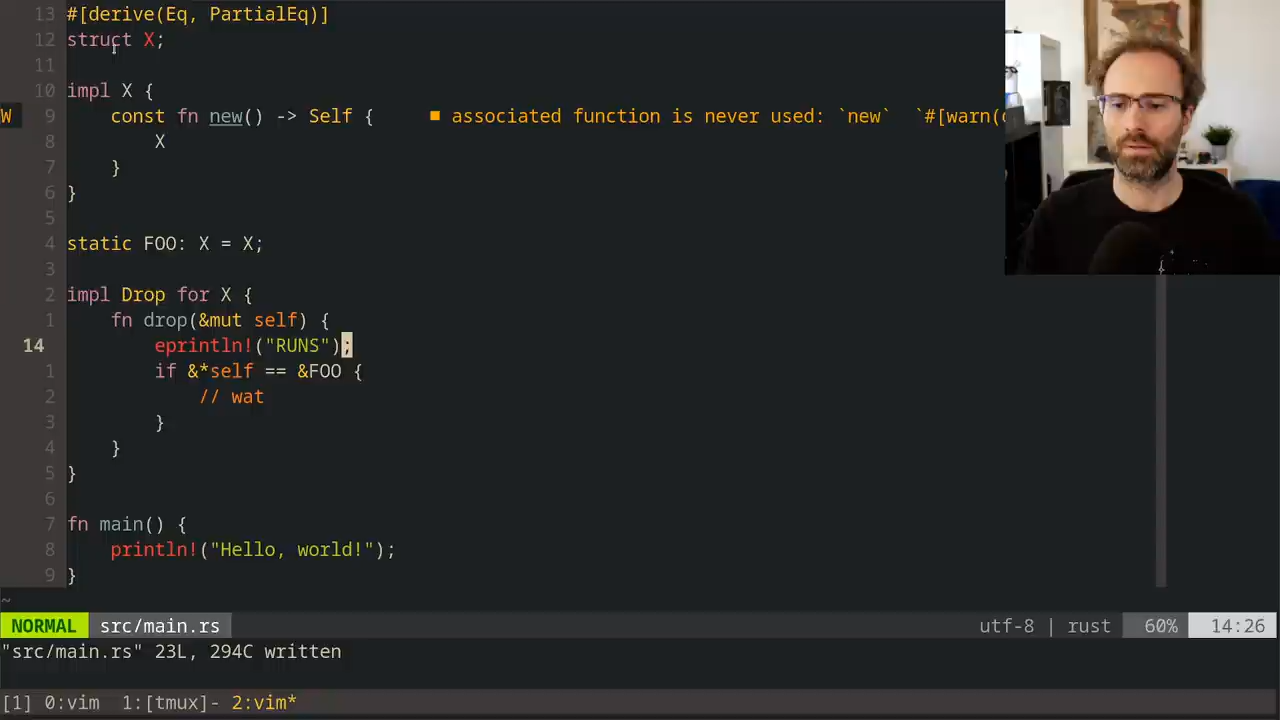 13 #[derive(Eq, PartialEq)]
12 struct X;
11
10 impl X {
W 9 const fn new() -> Self { ■ associated function is never used: `new` `#[warn(
8 X
7 }
6 }
5
4 static FOO: X = X;
3
2 impl Drop for X {
1 fn drop(&mut self) {
14 eprintln!("RUNS");
1 if &*self == &FOO {
2 // wat
3 }
4 }
5 }
6
7 fn main() {
8 println!("Hello, world!");
9 }
~
NORMAL src/main.rs utf-8 | rust 60% 14:26
"src/main.rs" 23L, 294C written
[1] 0:vim 1:[tmux]- 2:vim*